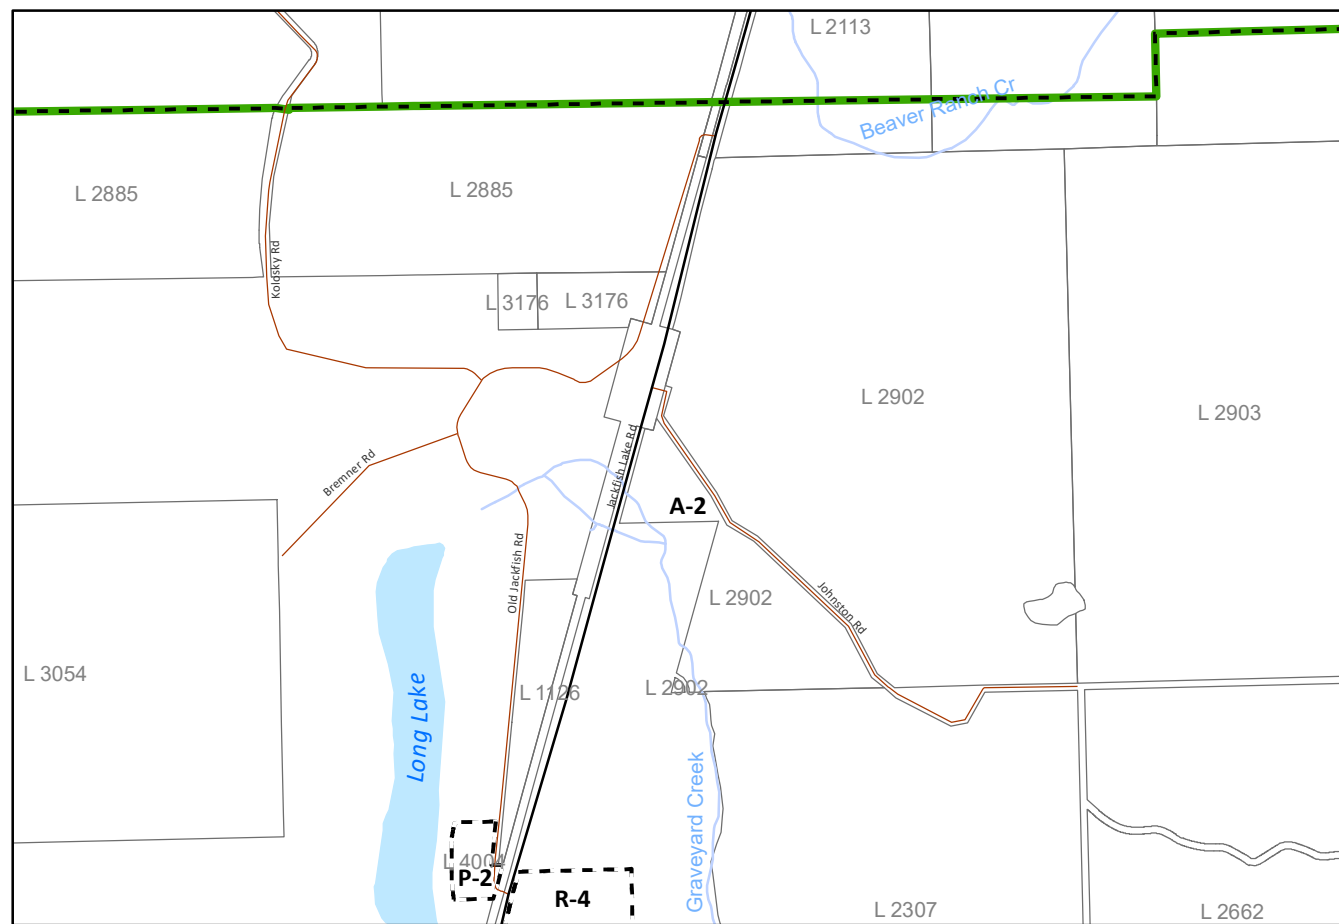 L 2113
Beaver Ranch Cr
L 2885
L 2885
Kolosky Rd
L 3176
L 3176
L 2902
L 2903
Jackfish Lake Rd
Bremner Rd
A-2
Old Jackfish Rd
L 2902
Johnston Rd
L 3054
L 1126
L 2902
Long Lake
Graveyard Creek
L 4004
P-2
R-4
L 2307
L 2662